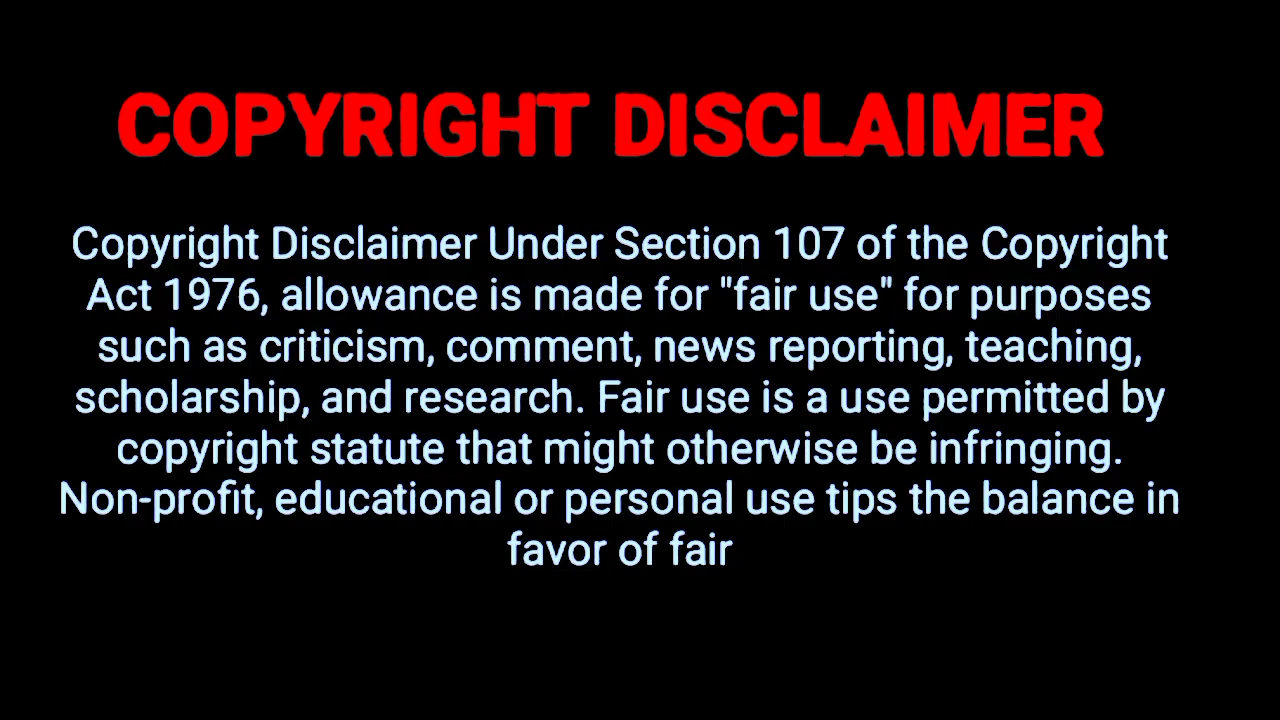 COPYRIGHT DISCLAIMER
Copyright Disclaimer Under Section 107 of the Copyright
Act 1976, allowance is made for "fair use" for purposes
such as criticism, comment, news reporting, teaching,
scholarship, and research. Fair use is a use permitted by
copyright statute that might otherwise be infringing.
Non-profit, educational or personal use tips the balance in
favor of fair